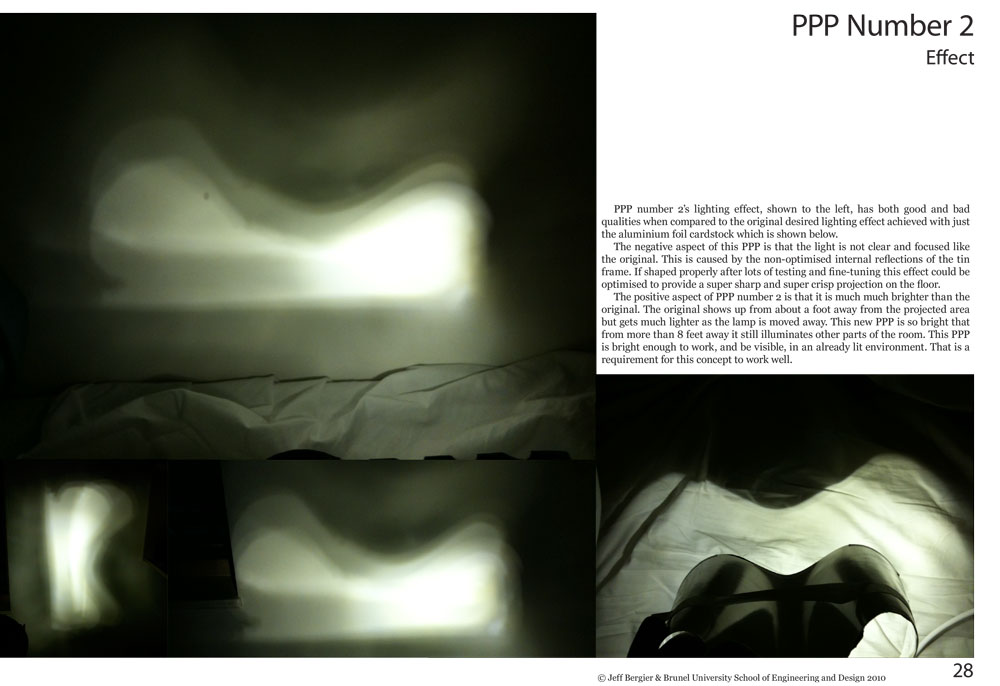 PPP Number 2
Effect
PPP number 2's lighting effect, shown to the left, has both good and bad
qualities when compared to the original desired lighting effect achieved with just
the aluminium foil cardstock which is shown below.
The negative aspect of this PPP is that the light is not clear and focused like
the original. This is caused by the non-optimised internal reflections of the tin
frame. If shaped properly after lots of testing and fine-tuning this effect could be
optimised to provide a super sharp and super crisp projection on the floor.
The positive aspect of PPP number 2 is that it is much much brighter than the
original. The original shows up from about a foot away from the projected area
but gets much lighter as the lamp is moved away. This new PPP is so bright that
from more than 8 feet away it still illuminates other parts of the room. This PPP
is bright enough to work, and be visible, in an already lit environment. That is a
requirement for this concept to work well.
© Jeff Bergier & Brunel University School of Engineering and Design 2010
28